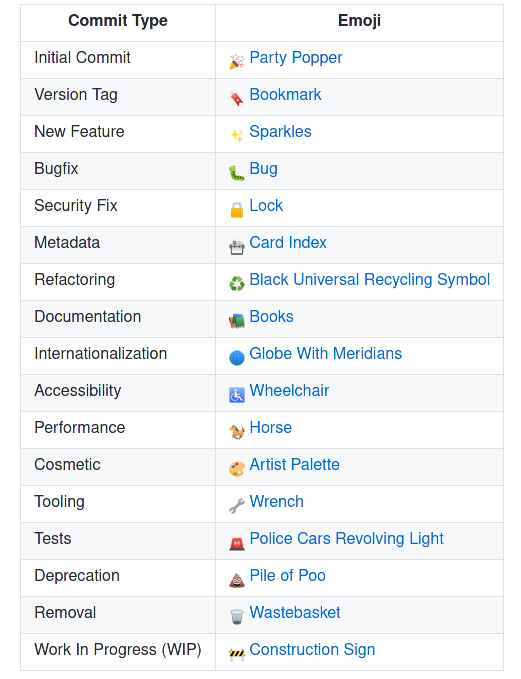 Commit Type Emoji
Initial Commit 🎉 Party Popper
Version Tag 🔖 Bookmark
New Feature ✨ Sparkles
Bugfix 🐛 Bug
Security Fix 🔒 Lock
Metadata 📇 Card Index
Refactoring ♻️ Black Universal Recycling Symbol
Documentation 📚 Books
Internationalization 🌐 Globe With Meridians
Accessibility ♿ Wheelchair
Performance 🐎 Horse
Cosmetic 🎨 Artist Palette
Tooling 🔧 Wrench
Tests 🚨 Police Cars Revolving Light
Deprecation 💩 Pile of Poo
Removal 🗑️ Wastebasket
Work In Progress (WIP) 🚧 Construction Sign